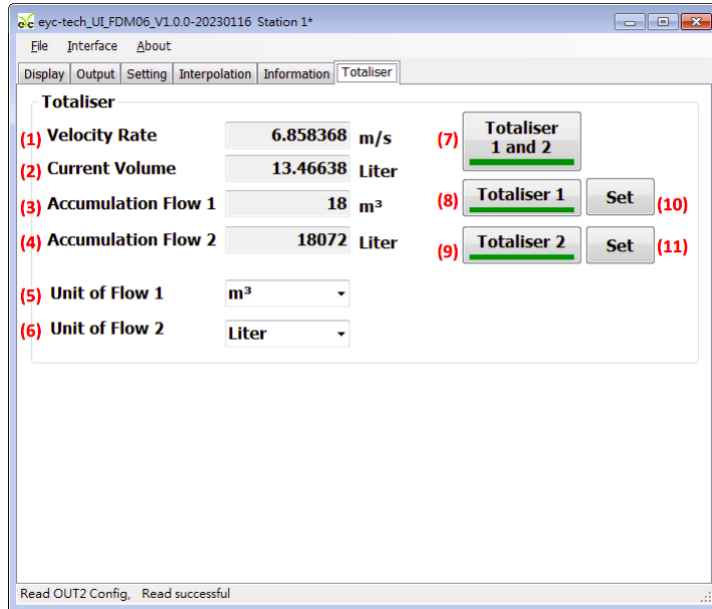 eyc-tech_UI_FDM06_V1.0.0-20230116 Station 1*
File Interface About
Display Output Setting Interpolation Information Totaliser
Totaliser
(1) Velocity Rate 6.858368 m/s
(7) Totaliser
1 and 2
(2) Current Volume 13.46638 Liter
(3) Accumulation Flow 1 18 m³
(8) Totaliser 1 Set (10)
(4) Accumulation Flow 2 18072 Liter
(9) Totaliser 2 Set (11)
(5) Unit of Flow 1 m³
(6) Unit of Flow 2 Liter
Read OUT2 Config, Read successful